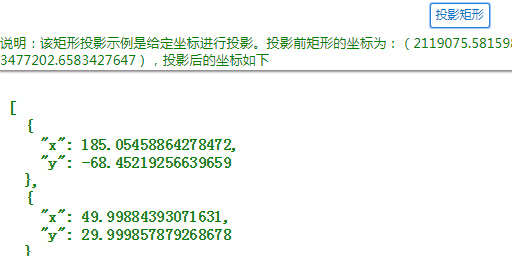 投影矩形
说明：该矩形投影示例是给定坐标进行投影。投影前矩形的坐标为：（2119075.58159
3477202.6583427647），投影后的坐标如下
[
{
"x": 185.05458864278472,
"y": -68.45219256639659
},
{
"x": 49.99884393071631,
"y": 29.999857879268678
}